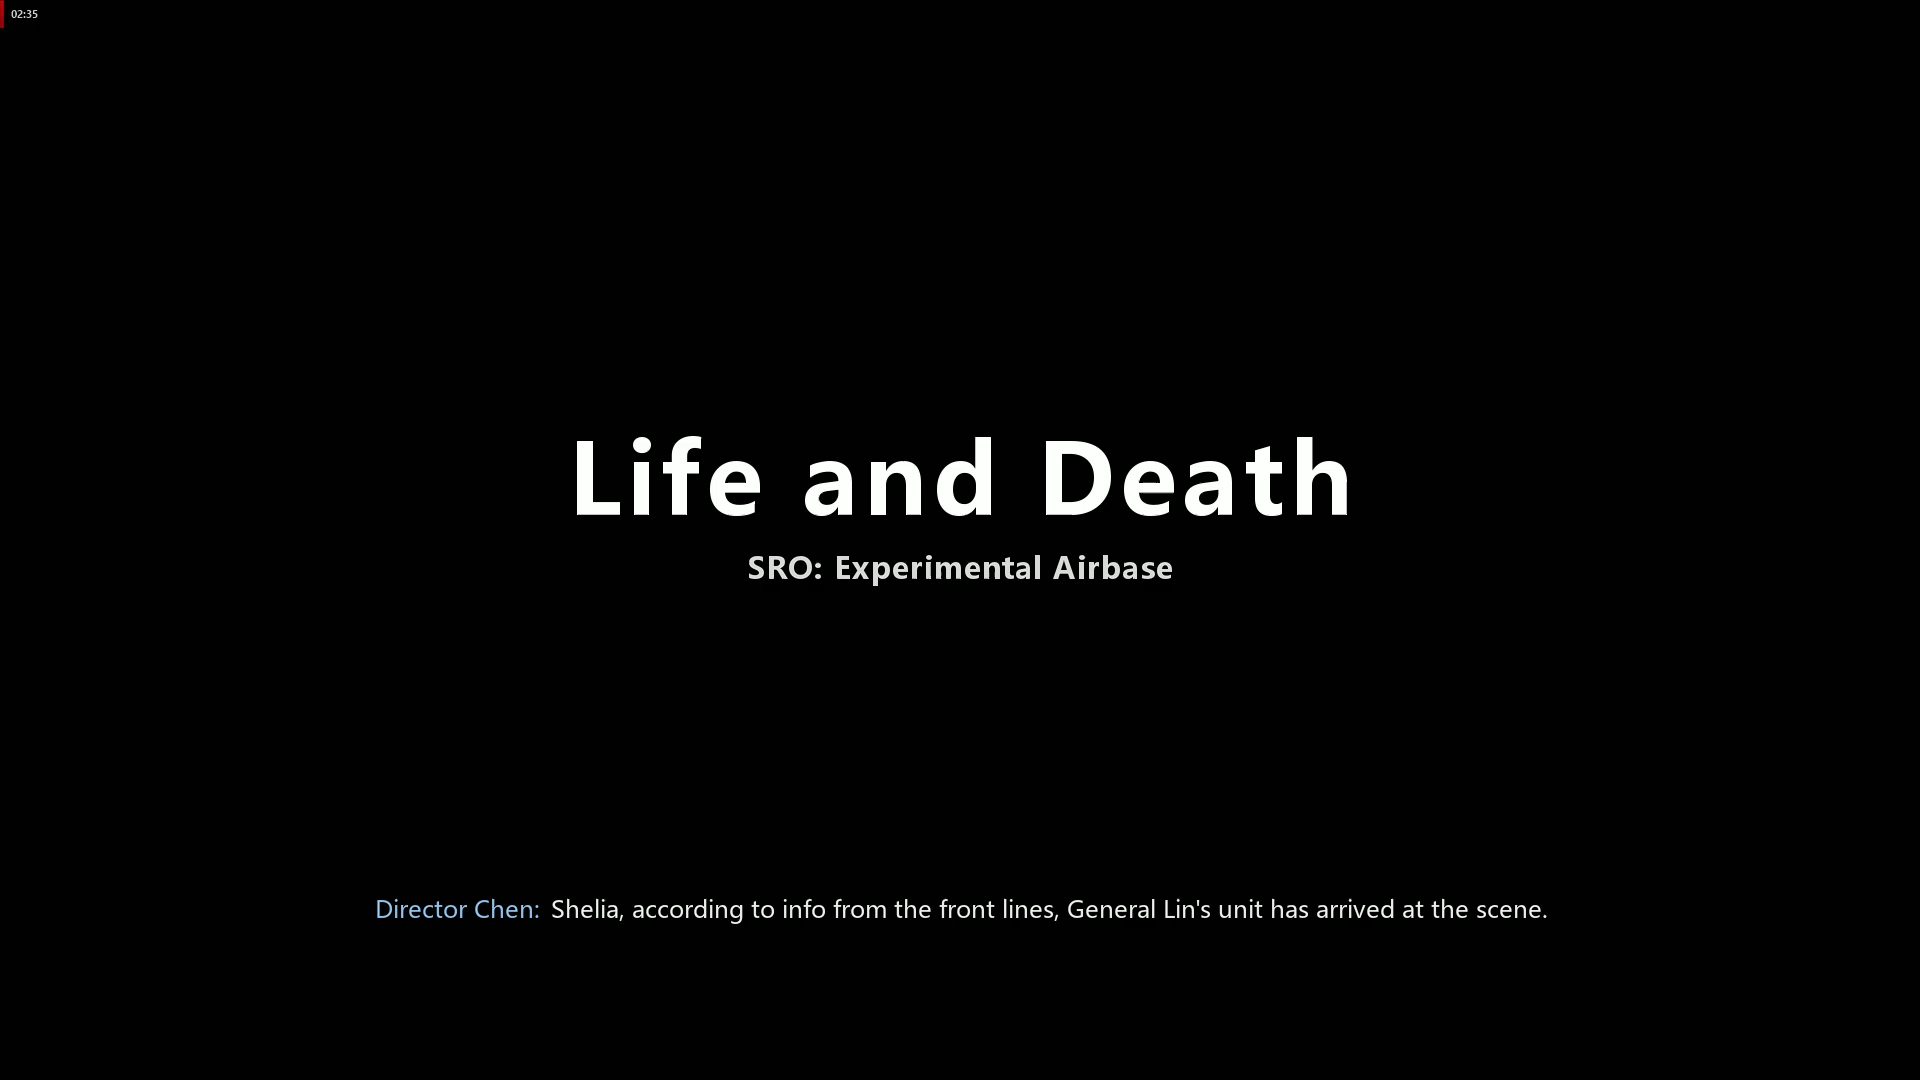 02:35
Life and Death
SRO: Experimental Airbase
Director Chen: Shelia, according to info from the front lines, General Lin's unit has arrived at the scene.